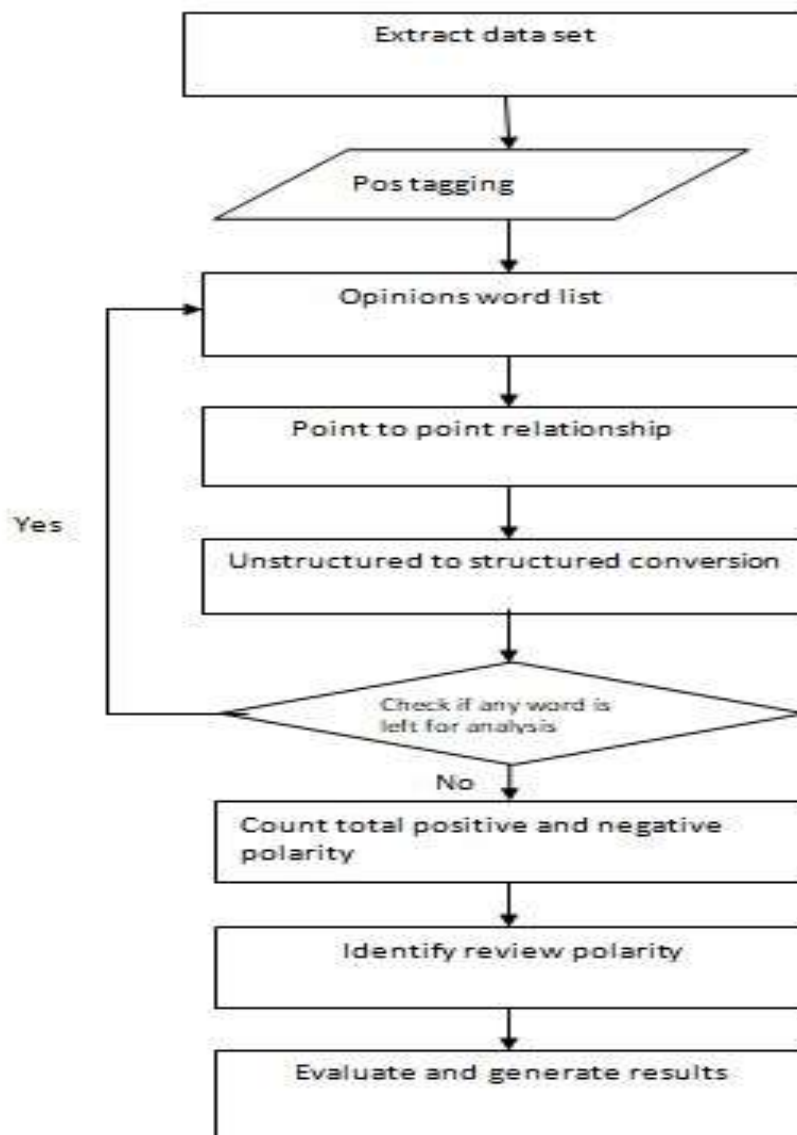 Extract data set
Pos tagging
Opinions word list
Point to point relationship
Yes
Unstructured to structured conversion
Check if any word is
left for analysis
No
Count total positive and negative
polarity
Identify review polarity
Evaluate and generate results